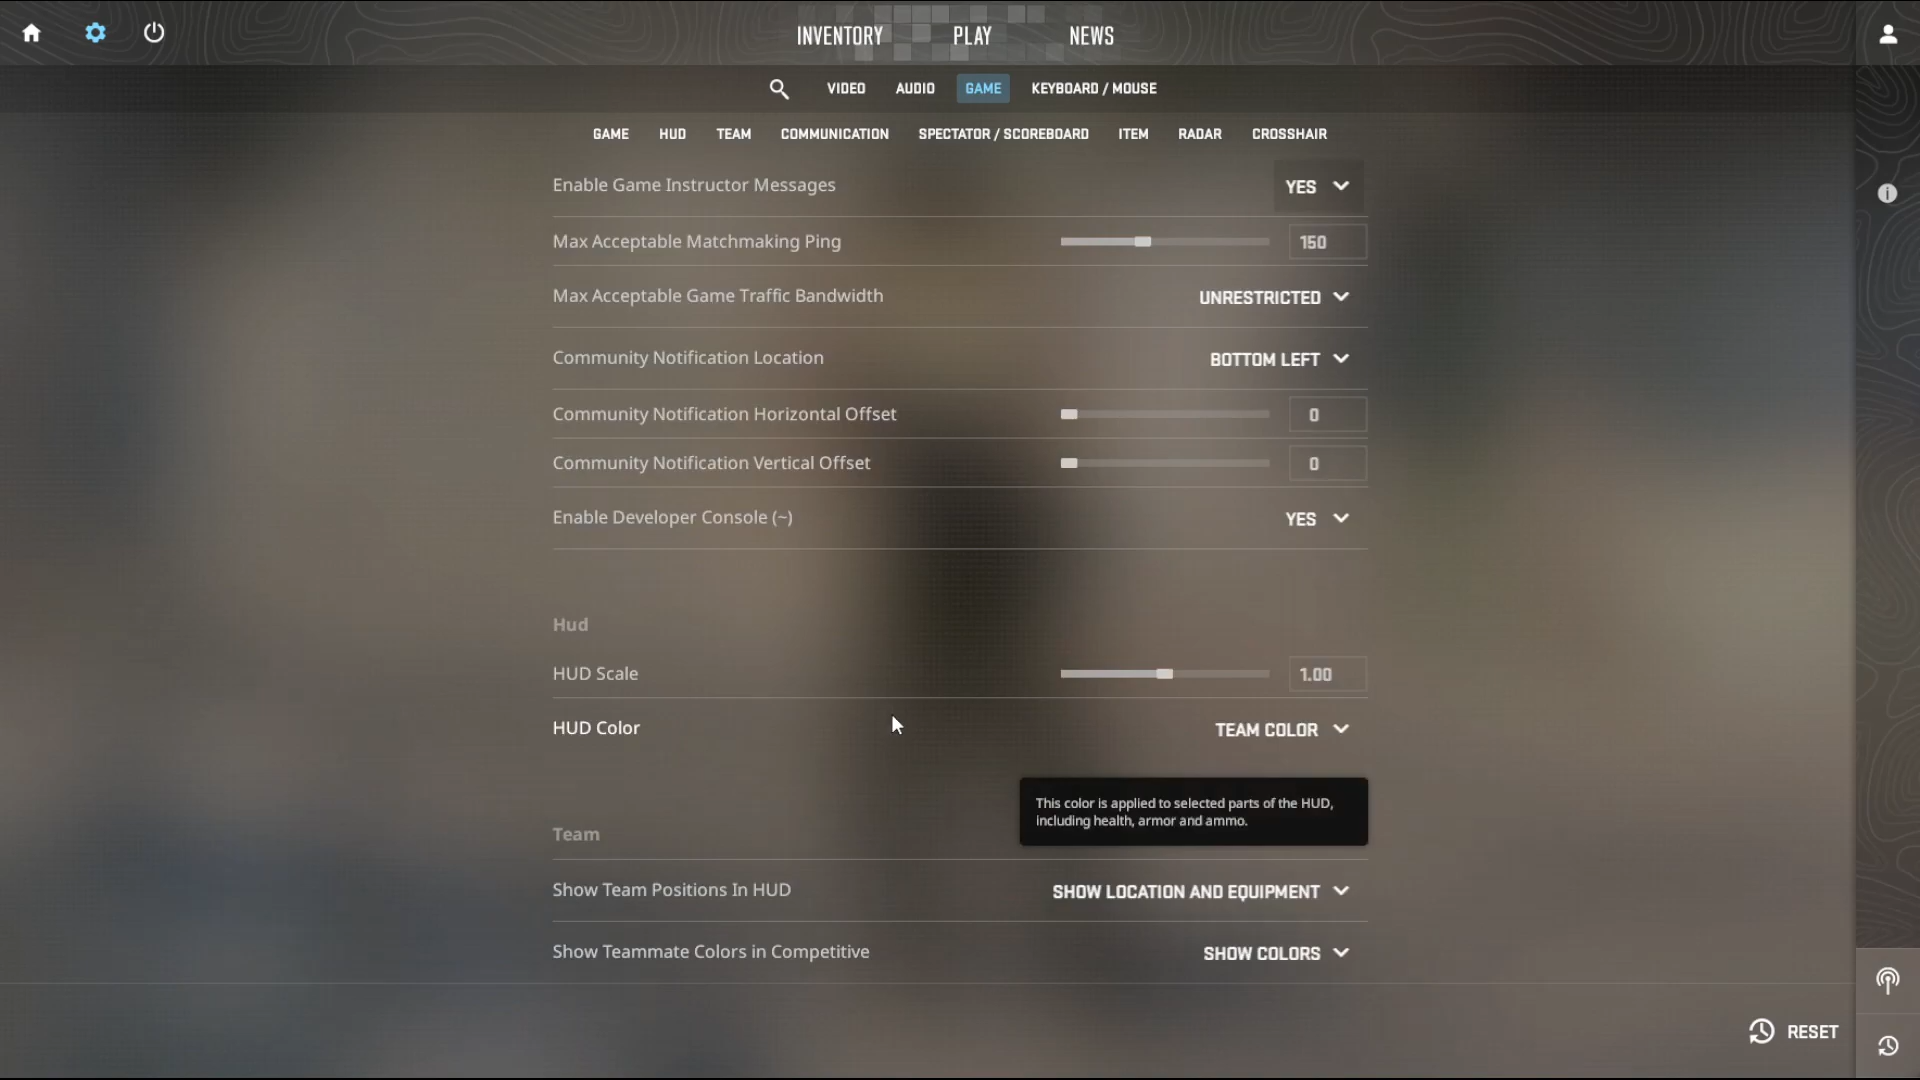 INVENTORY PLAY NEWS
VIDEO AUDIO GAME KEYBOARD / MOUSE
GAME HUD TEAM COMMUNICATION SPECTATOR / SCOREBOARD ITEM RADAR CROSSHAIR
Enable Game Instructor Messages YES
Max Acceptable Matchmaking Ping 150
Max Acceptable Game Traffic Bandwidth UNRESTRICTED
Community Notification Location BOTTOM LEFT
Community Notification Horizontal Offset 0
Community Notification Vertical Offset 0
Enable Developer Console (~) YES
Hud
HUD Scale 1.00
HUD Color TEAM COLOR
This color is applied to selected parts of the HUD,
including health, armor and ammo.
Team
Show Team Positions In HUD SHOW LOCATION AND EQUIPMENT
Show Teammate Colors in Competitive SHOW COLORS
RESET